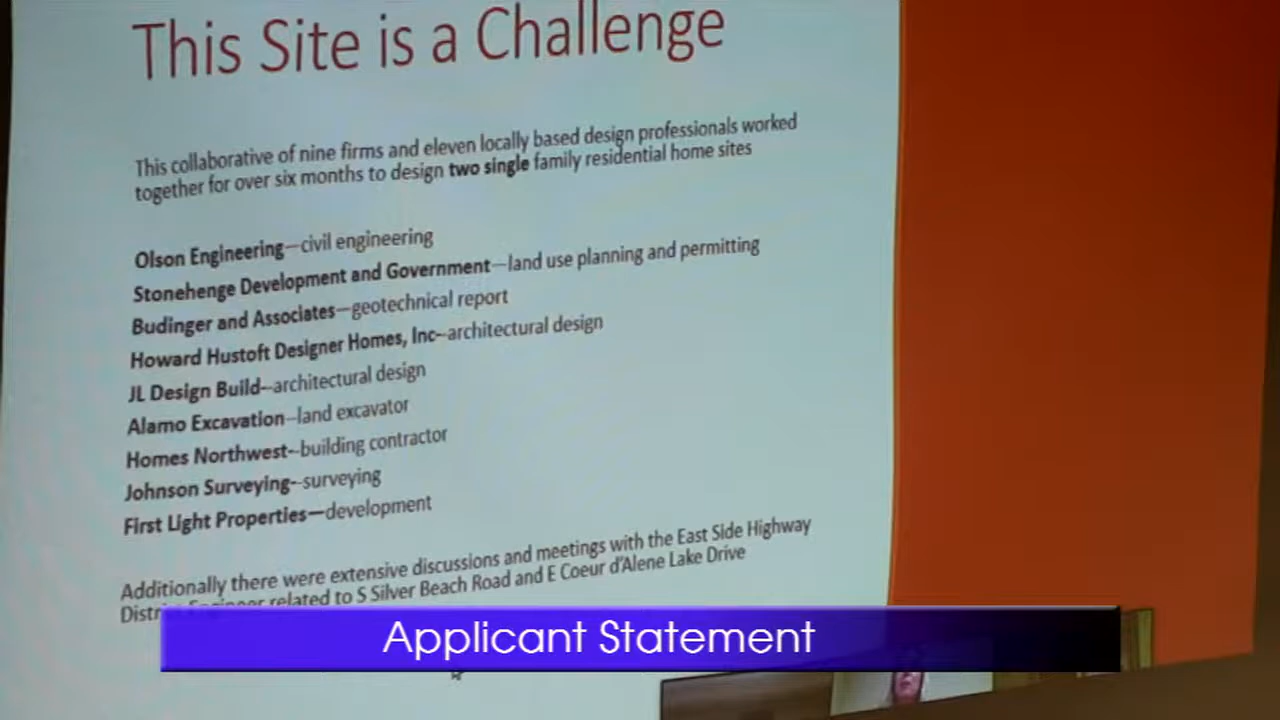 This Site is a Challenge
This collaborative of nine firms and eleven locally based design professionals worked
together for over six months to design two single family residential home sites
Olson Engineering—civil engineering
Stonehenge Development and Government—land use planning and permitting
Budinger and Associates—geotechnical report
Howard Hustoft Designer Homes, Inc--architectural design
JL Design Build--architectural design
Alamo Excavation--land excavator
Homes Northwest--building contractor
Johnson Surveying--surveying
First Light Properties—development
Additionally there were extensive discussions and meetings with the East Side Highway
District Engineer related to S Silver Beach Road and E Coeur d'Alene Lake Drive
Applicant Statement